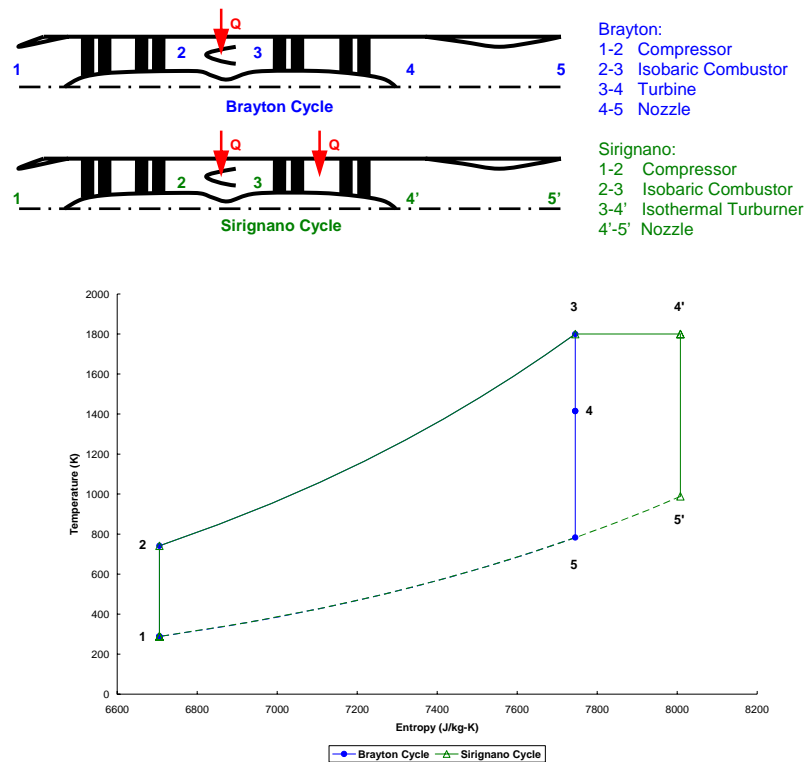 Q
1
2
3
4
5
Brayton Cycle
Brayton:
1-2 Compressor
2-3 Isobaric Combustor
3-4 Turbine
4-5 Nozzle
Q
Q
1
2
3
4'
5'
Sirignano Cycle
Sirignano:
1-2 Compressor
2-3 Isobaric Combustor
3-4' Isothermal Turburner
4'-5' Nozzle
2000
1800
1600
1400
1200
1000
800
600
400
200
0
Temperature (K)
3
4'
4
2
5'
5
1
6600 6800 7000 7200 7400 7600 7800 8000 8200
Entropy (J/kg-K)
Brayton Cycle Sirignano Cycle